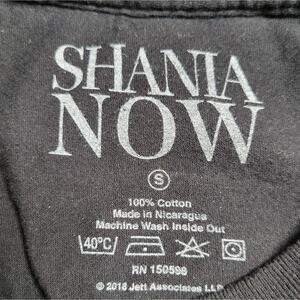 SHANIA
NOW
S
100% Cotton
Made in Nicaragua
Machine Wash Inside Out
40°C
RN 150598
© 2018 Jett Associates LLC